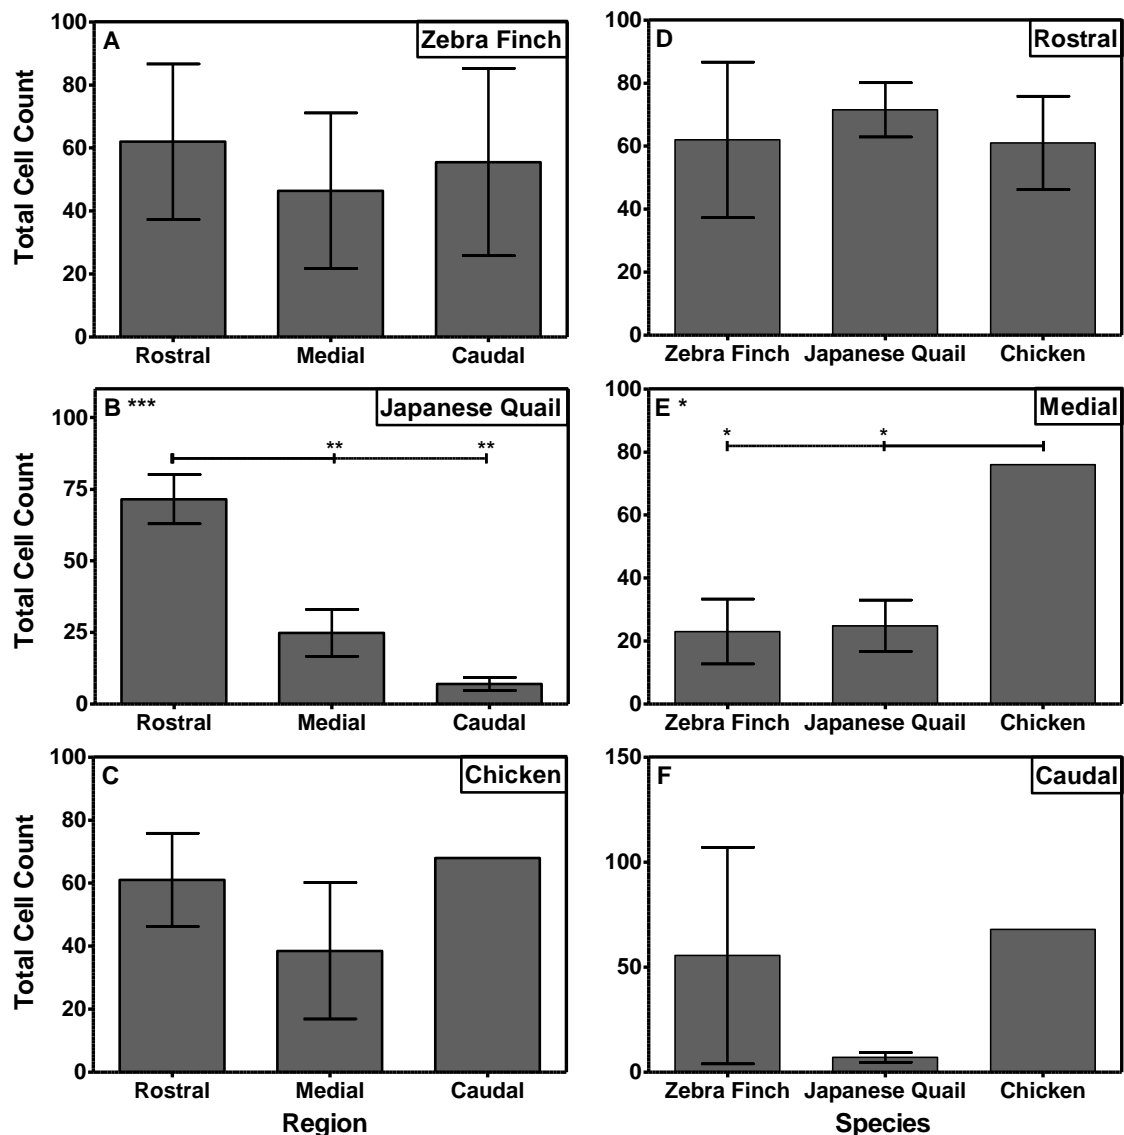 A
Zebra Finch
100
80
60
40
20
0
Total Cell Count
Rostral Medial Caudal
D
Rostral
100
80
60
40
20
0
Zebra Finch Japanese Quail Chicken
B ***
Japanese Quail
** **
100
75
50
25
0
Total Cell Count
Rostral Medial Caudal
E *
Medial
* *
100
80
60
40
20
0
Zebra Finch Japanese Quail Chicken
C
Chicken
100
80
60
40
20
0
Total Cell Count
Rostral Medial Caudal
Region
F
Caudal
150
100
50
0
Zebra Finch Japanese Quail Chicken
Species